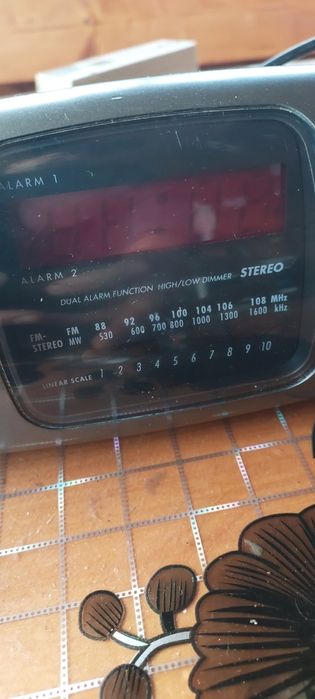 ALARM 1
ALARM 2
DUAL ALARM FUNCTION HIGH/LOW DIMMER STEREO
FM-STEREO FM 88 92 96 100 104 106 108 MHz
MW 530 600 700 800 1000 1300 1600 kHz
LINEAR SCALE 1 2 3 4 5 6 7 8 9 10